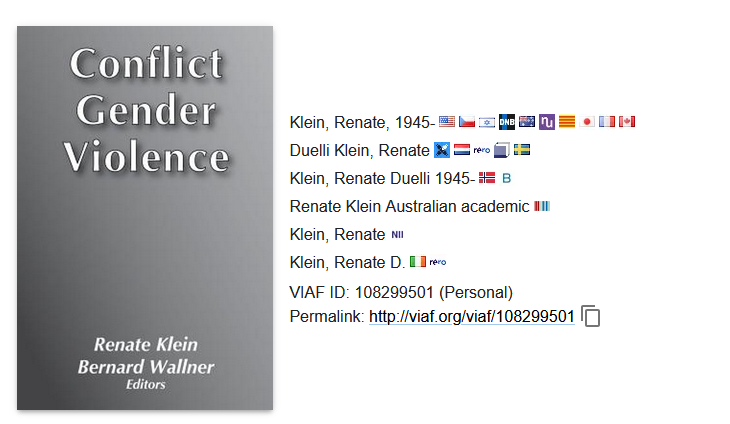 Conflict
Gender
Violence
Renate Klein
Bernard Wallner
Editors
Klein, Renate, 1945- DNB nu
Duelli Klein, Renate rero
Klein, Renate Duelli 1945- B
Renate Klein Australian academic
Klein, Renate NII
Klein, Renate D. rero
VIAF ID: 108299501 (Personal)
Permalink: http://viaf.org/viaf/108299501